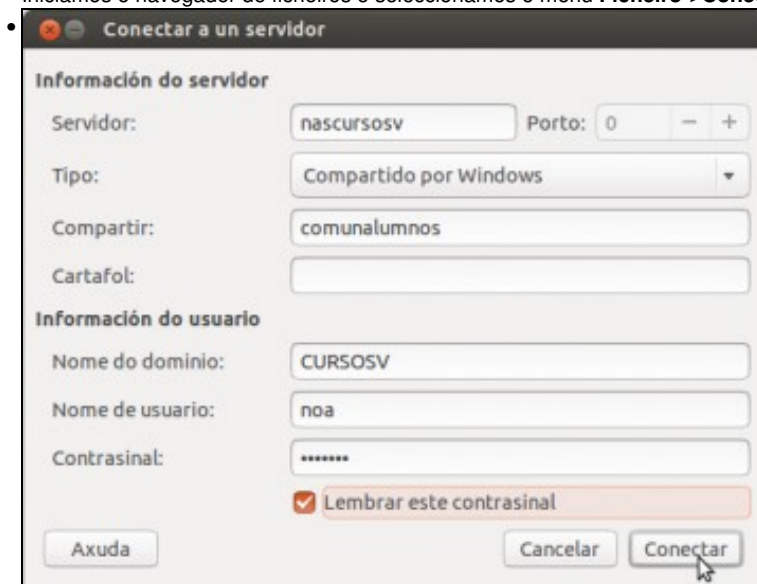 Conectar a un servidor
Información do servidor
Servidor: nascursosv Porto: 0 − +
Tipo: Compartido por Windows
Compartir: comunalumnos
Cartafol:
Información do usuario
Nome do dominio: CURSOSV
Nome de usuario: noa
Contrasinal: •••••••
Lembrar este contrasinal
Axuda Cancelar Conectar